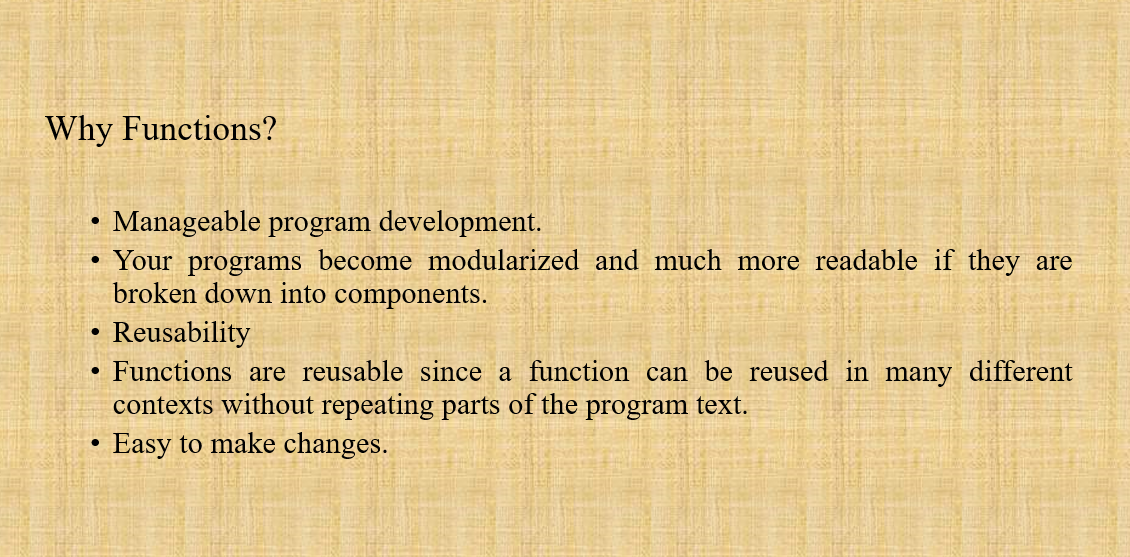 Why Functions?
• Manageable program development.
• Your programs become modularized and much more readable if they are
broken down into components.
• Reusability
• Functions are reusable since a function can be reused in many different
contexts without repeating parts of the program text.
• Easy to make changes.